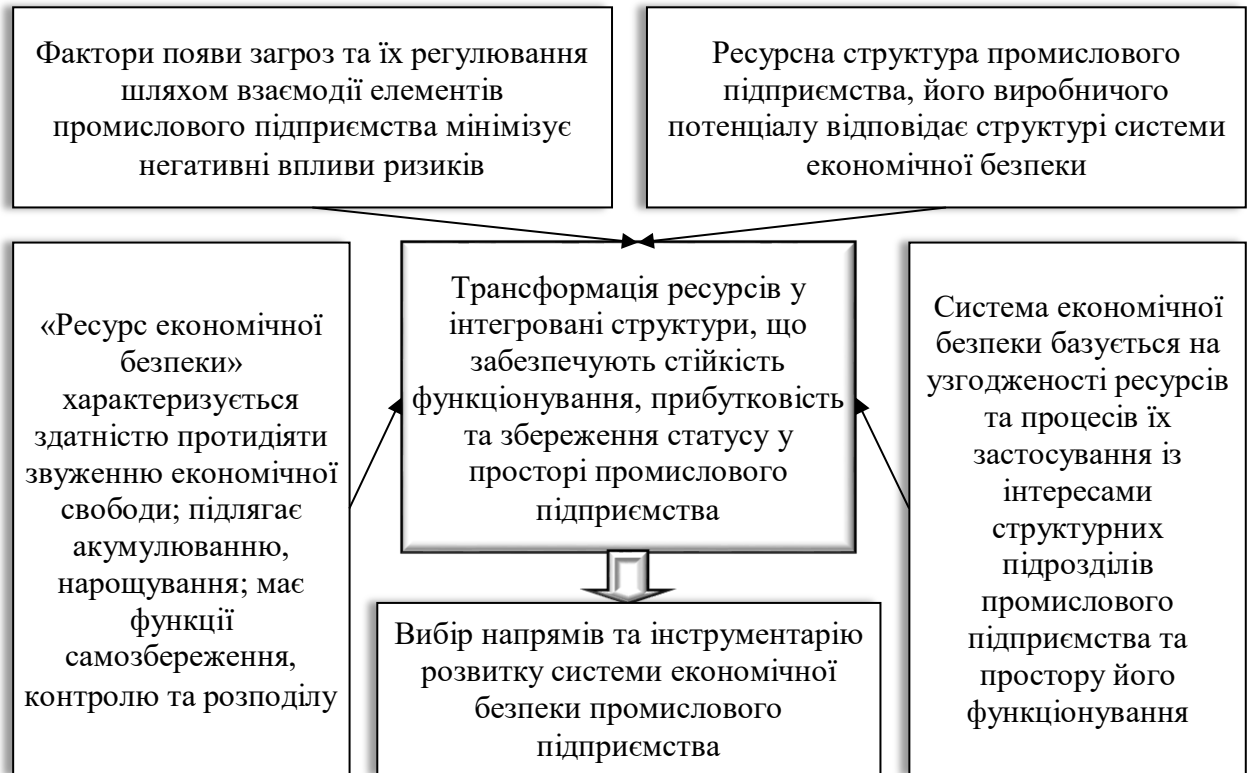 Фактори появи загроз та їх регулювання
шляхом взаємодії елементів
промислового підприємства мінімізує
негативні впливи ризиків
Ресурсна структура промислового
підприємства, його виробничого
потенціалу відповідає структурі системи
економічної безпеки
«Ресурс економічної
безпеки»
характеризується
здатністю протидіяти
звуженню економічної
свободи; підлягає
акумулюванню,
нарощування; має
функції
самозбереження,
контролю та розподілу
Трансформація ресурсів у
інтегровані структури, що
забезпечують стійкість
функціонування, прибутковість
та збереження статусу у
просторі промислового
підприємства
Система економічної
безпеки базується на
узгодженості ресурсів
та процесів їх
застосування із
інтересами
структурних
підрозділів
промислового
підприємства та
простору його
функціонування
Вибір напрямів та інструментарію
розвитку системи економічної
безпеки промислового
підприємства